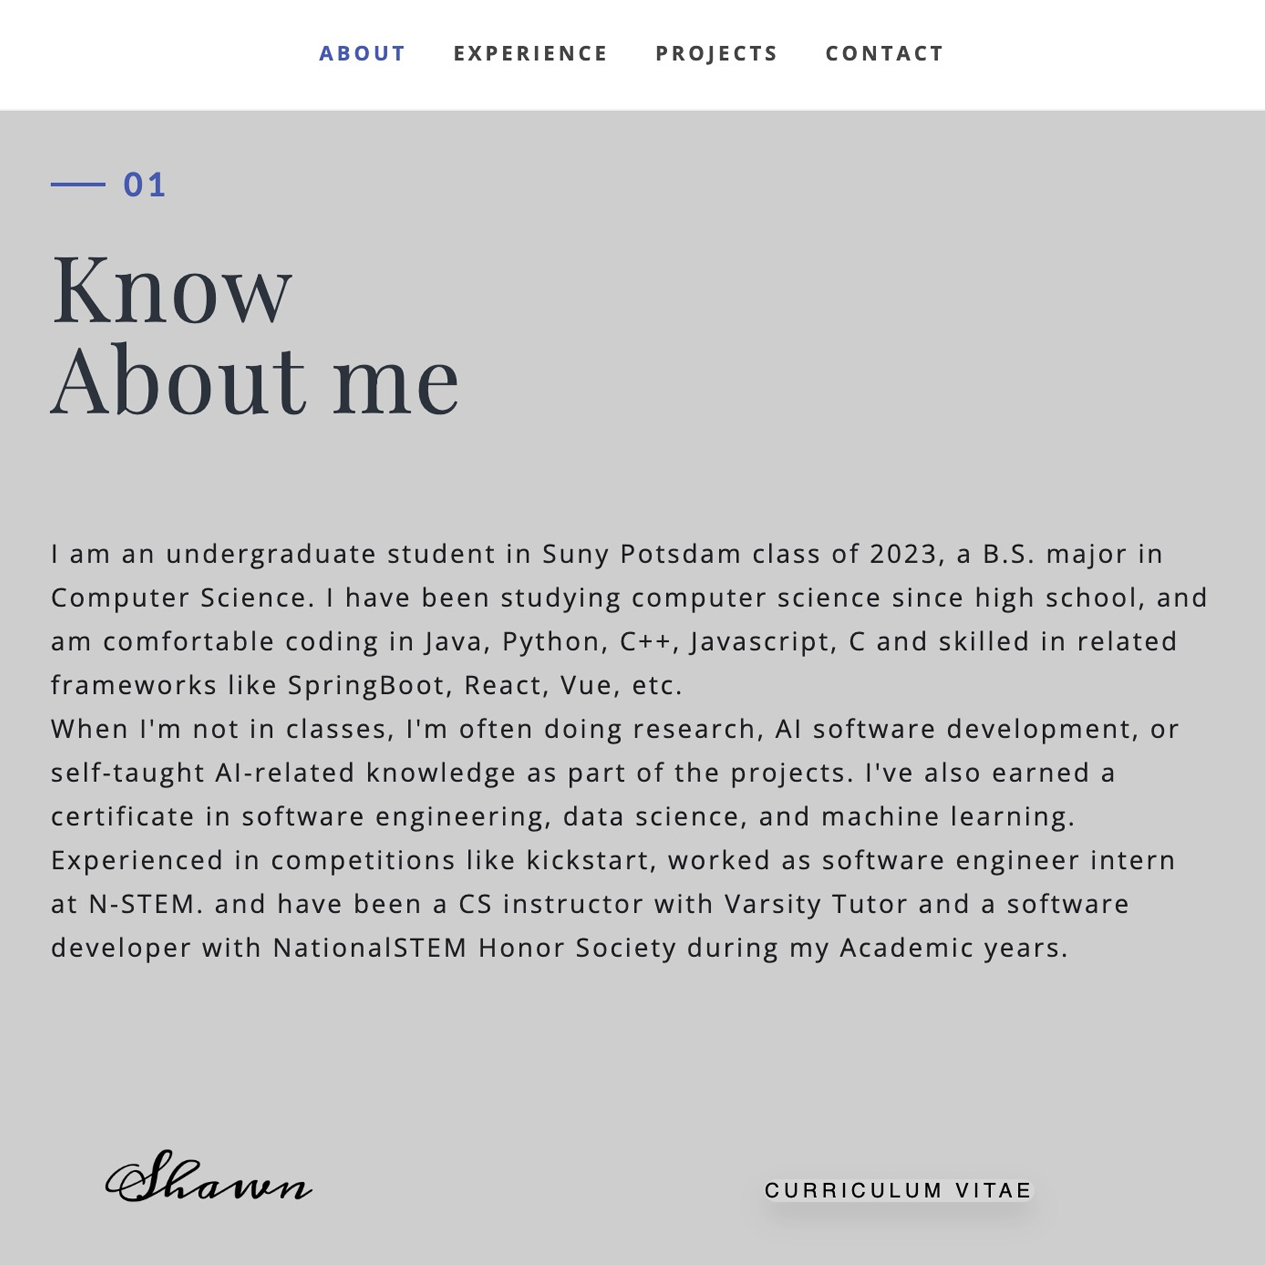 ABOUT EXPERIENCE PROJECTS CONTACT
01
Know
About me
I am an undergraduate student in Suny Potsdam class of 2023, a B.S. major in
Computer Science. I have been studying computer science since high school, and
am comfortable coding in Java, Python, C++, Javascript, C and skilled in related
frameworks like SpringBoot, React, Vue, etc.
When I'm not in classes, I'm often doing research, AI software development, or
self-taught AI-related knowledge as part of the projects. I've also earned a
certificate in software engineering, data science, and machine learning.
Experienced in competitions like kickstart, worked as software engineer intern
at N-STEM. and have been a CS instructor with Varsity Tutor and a software
developer with NationalSTEM Honor Society during my Academic years.
Shawn
CURRICULUM VITAE